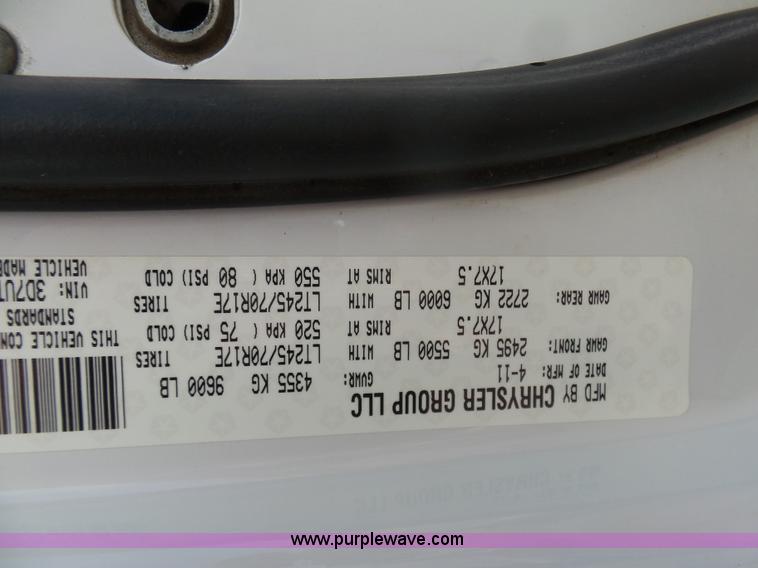 MFD BY CHRYSLER GROUP LLC
DATE OF MFR: 4-11 GVWR: 4355 KG 9600 LB
GAWR FRONT: 2495 KG 5500 LB WITH LT245/70R17E TIRES THIS VEHICLE CON
17X7.5 RIMS AT 520 KPA ( 75 PSI) COLD STANDARDS
GAWR REAR: 2722 KG 6000 LB WITH LT245/70R17E TIRES VIN: 3D7UT
17X7.5 RIMS AT 550 KPA ( 80 PSI) COLD VEHICLE MADE
www.purplewave.com